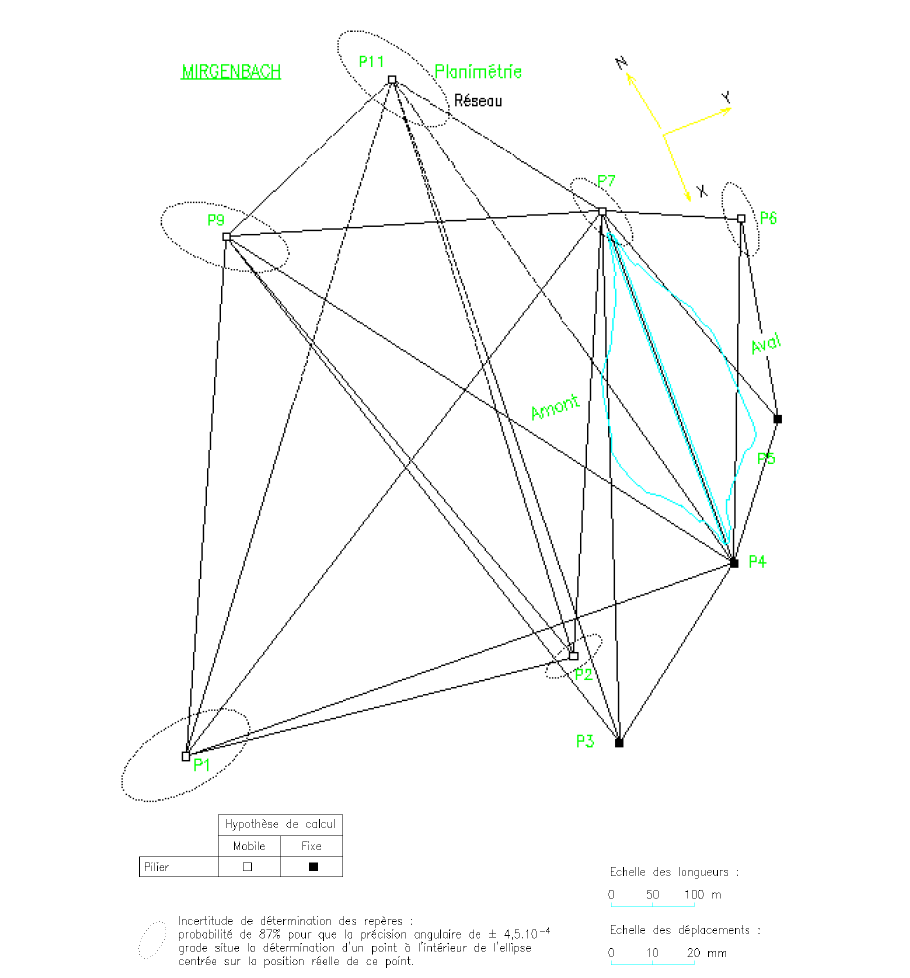 P11
MIRGENBACH
Planimétrie
Réseau
N
Y
X
P7
P9
P6
Aval
Amont
P5
P4
P2
P3
P1
Hypothèse de calcul
Mobile Fixe
Pilier
Echelle des longueurs :
0 50 100 m
Echelle des déplacements :
0 10 20 mm
Incertitude de détermination des repères :
probabilité de 87% pour que la précision angulaire de ± 4,5.10⁻⁴
grade situe la détermination d'un point à l'intérieur de l'ellipse
centrée sur la position réelle de ce point.